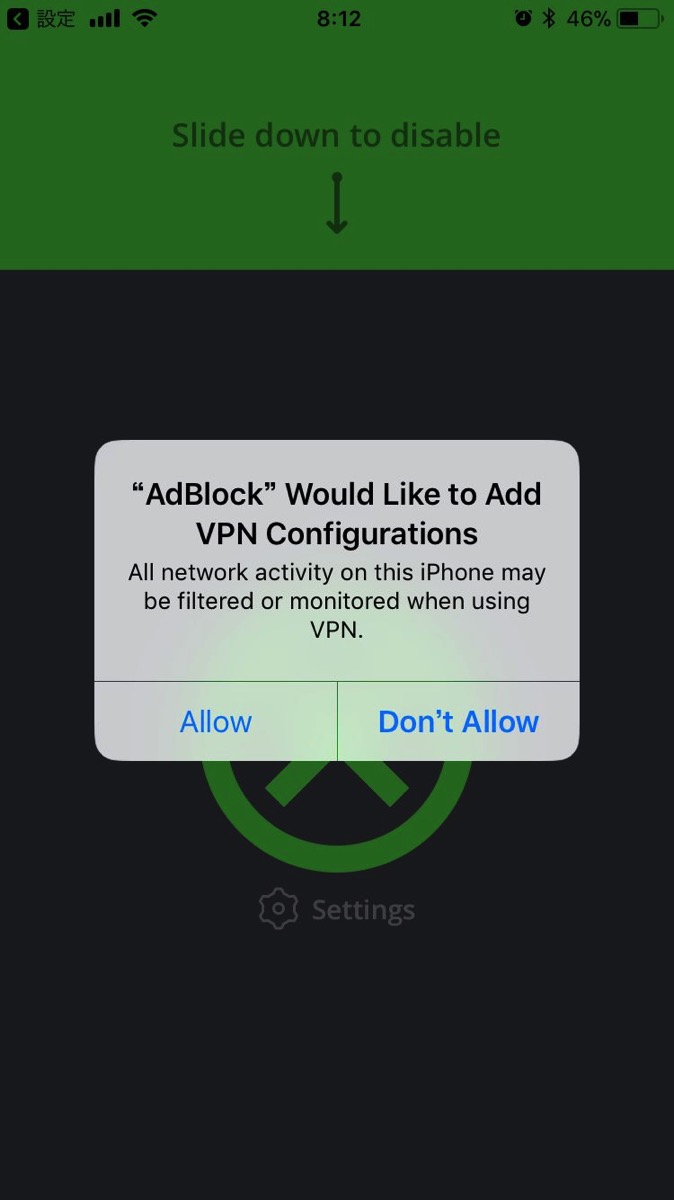 設定 8:12 46%
Slide down to disable
“AdBlock” Would Like to Add
VPN Configurations
All network activity on this iPhone may
be filtered or monitored when using
VPN.
Allow Don’t Allow
Settings